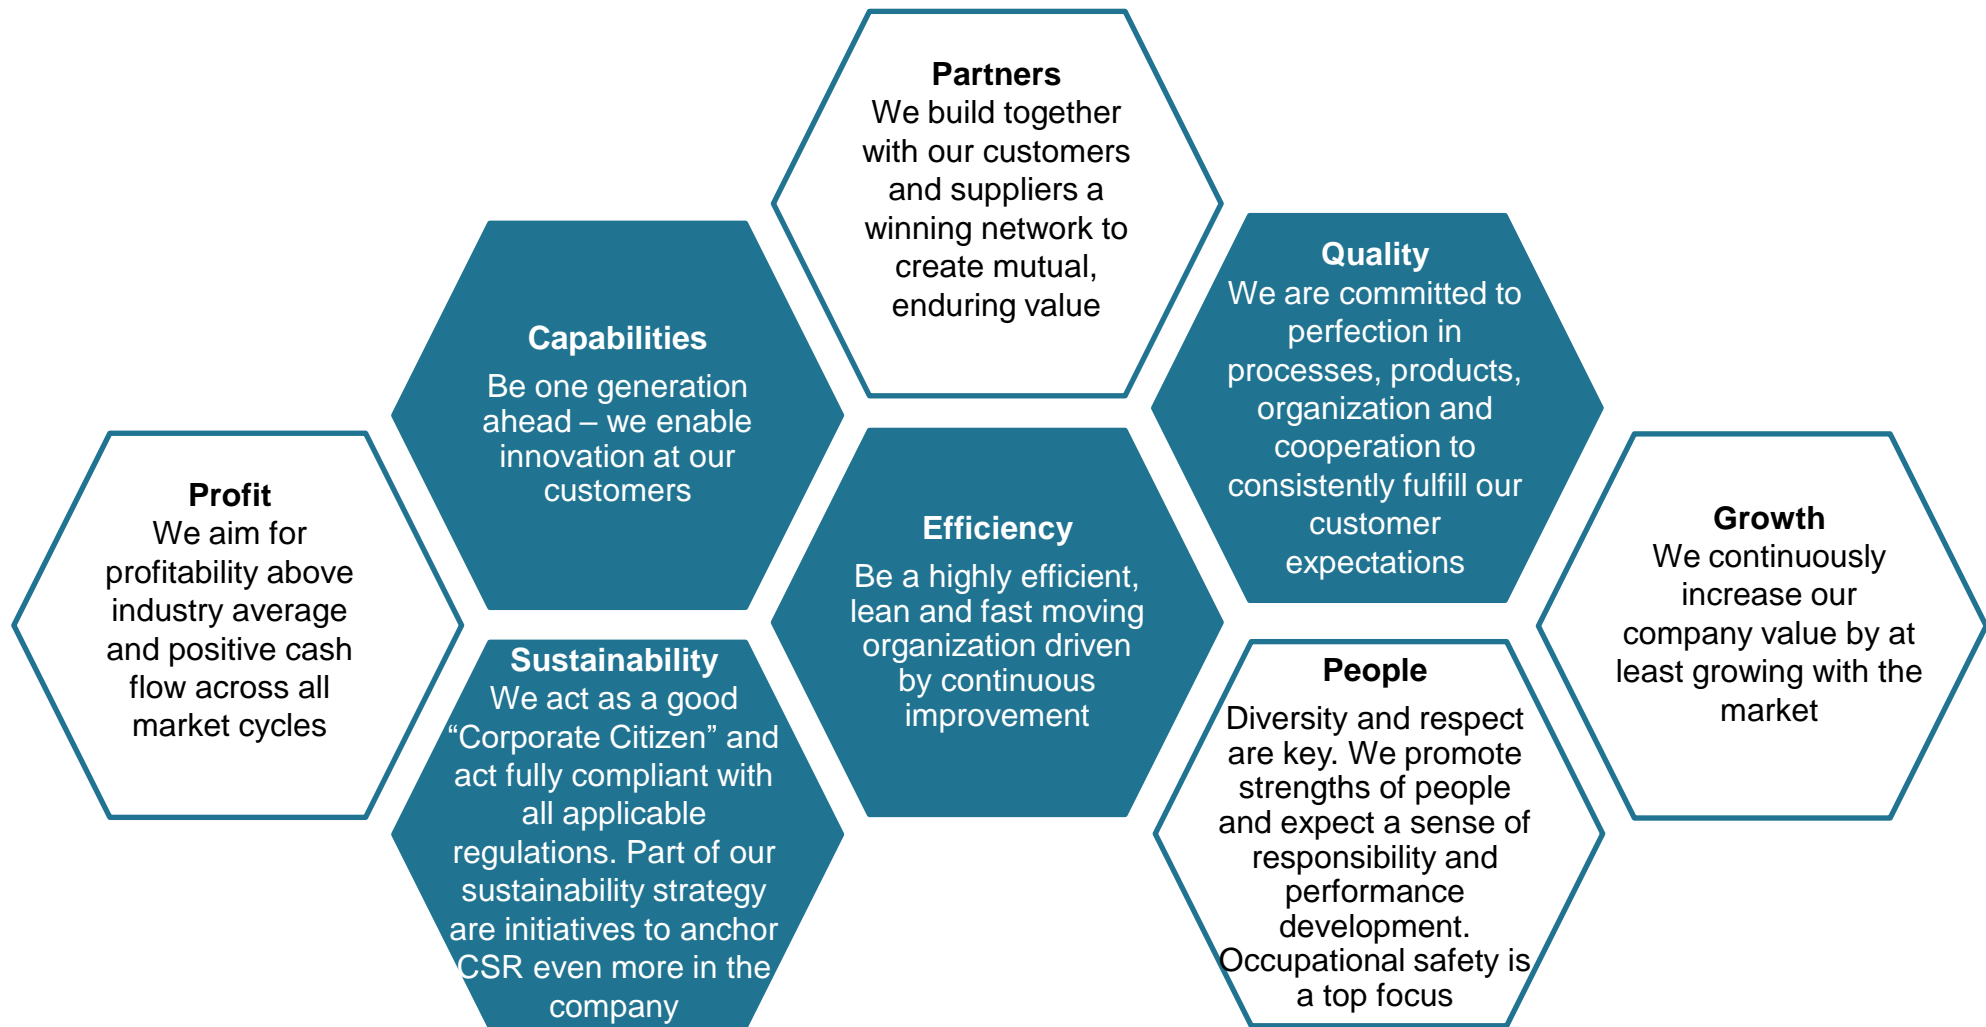 Partners
We build together
with our customers
and suppliers a
winning network to
create mutual,
enduring value
Capabilities
Be one generation
ahead – we enable
innovation at our
customers
Quality
We are committed to
perfection in
processes, products,
organization and
cooperation to
consistently fulfill our
customer
expectations
Profit
We aim for
profitability above
industry average
and positive cash
flow across all
market cycles
Efficiency
Be a highly efficient,
lean and fast moving
organization driven
by continuous
improvement
Growth
We continuously
increase our
company value by at
least growing with the
market
Sustainability
We act as a good
“Corporate Citizen” and
act fully compliant with
all applicable
regulations. Part of our
sustainability strategy
are initiatives to anchor
CSR even more in the
company
People
Diversity and respect
are key. We promote
strengths of people
and expect a sense of
responsibility and
performance
development.
Occupational safety is
a top focus